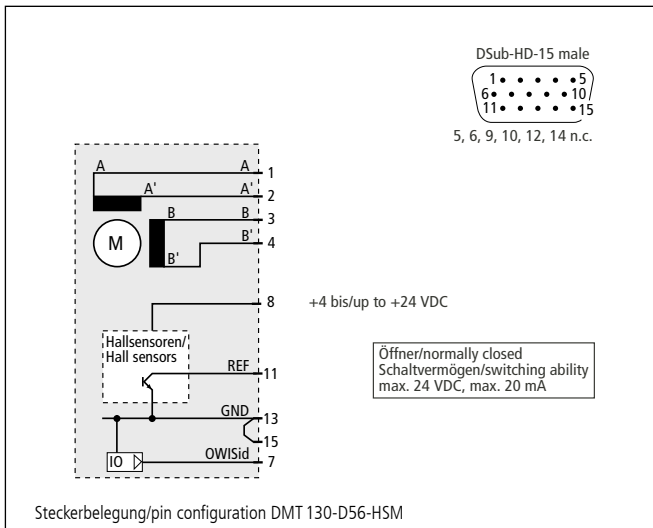 DSub-HD-15 male
1 5
6 10
11 15
5, 6, 9, 10, 12, 14 n.c.
A A 1
A' A' 2
B B 3
M
B' B' 4
8 +4 bis/up to +24 VDC
Hallsensoren/
Hall sensors
REF 11
Öffner/normally closed
Schaltvermögen/switching ability
max. 24 VDC, max. 20 mA
GND 13
15
IO OWISid 7
Steckerbelegung/pin configuration DMT 130-D56-HSM